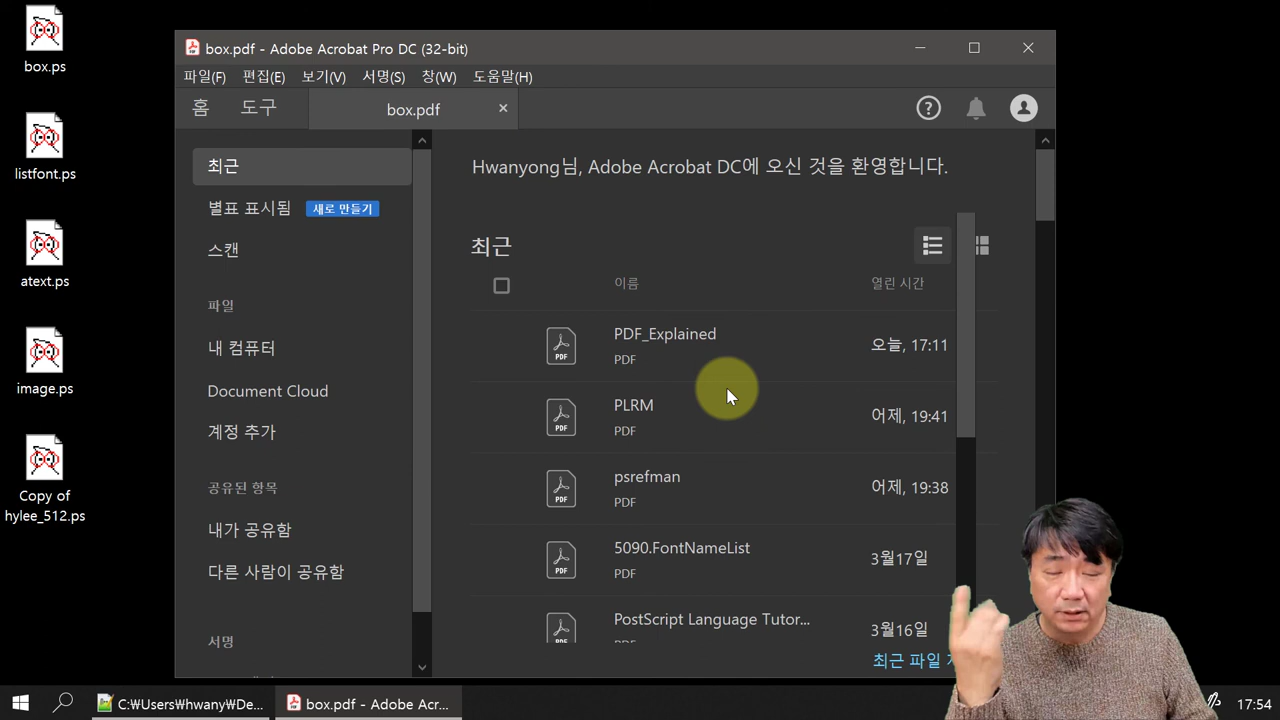 box.ps
listfont.ps
atext.ps
image.ps
Copy of
hylee_512.ps
box.pdf - Adobe Acrobat Pro DC (32-bit)
파일(F) 편집(E) 보기(V) 서명(S) 창(W) 도움말(H)
홈 도구 box.pdf
최근
별표 표시됨 새로 만들기
스캔
파일
내 컴퓨터
Document Cloud
계정 추가
공유된 항목
내가 공유함
다른 사람이 공유함
서명
Hwanyong님, Adobe Acrobat DC에 오신 것을 환영합니다.
최근
이름 열린 시간
PDF_Explained
PDF
오늘, 17:11
PLRM
PDF
어제, 19:41
psrefman
PDF
어제, 19:38
5090.FontNameList
PDF
3월17일
PostScript Language Tutor...
3월16일
최근 파일
C:₩Users₩hwany₩De... box.pdf - Adobe Acr... 17:54